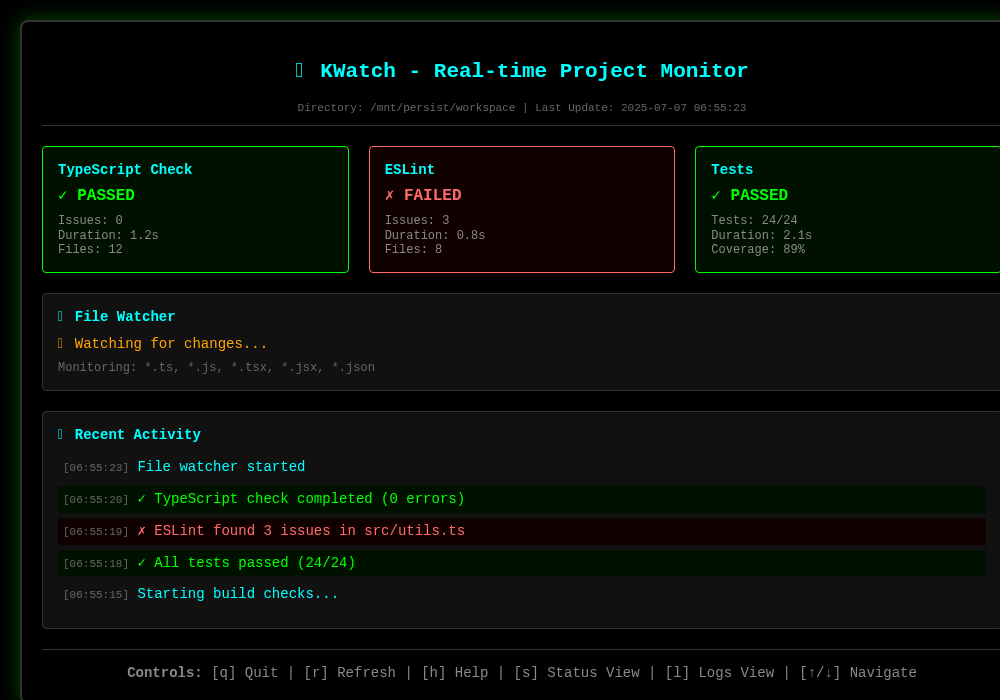 KWatch - Real-time Project Monitor
Directory: /mnt/persist/workspace | Last Update: 2025-07-07 06:55:23
TypeScript Check
✓ PASSED
Issues: 0
Duration: 1.2s
Files: 12
ESLint
✗ FAILED
Issues: 3
Duration: 0.8s
Files: 8
Tests
✓ PASSED
Tests: 24/24
Duration: 2.1s
Coverage: 89%
File Watcher
Watching for changes...
Monitoring: *.ts, *.js, *.tsx, *.jsx, *.json
Recent Activity
[06:55:23] File watcher started
[06:55:20] ✓ TypeScript check completed (0 errors)
[06:55:19] ✗ ESLint found 3 issues in src/utils.ts
[06:55:18] ✓ All tests passed (24/24)
[06:55:15] Starting build checks...
Controls: [q] Quit | [r] Refresh | [h] Help | [s] Status View | [l] Logs View | [↑/↓] Navigate